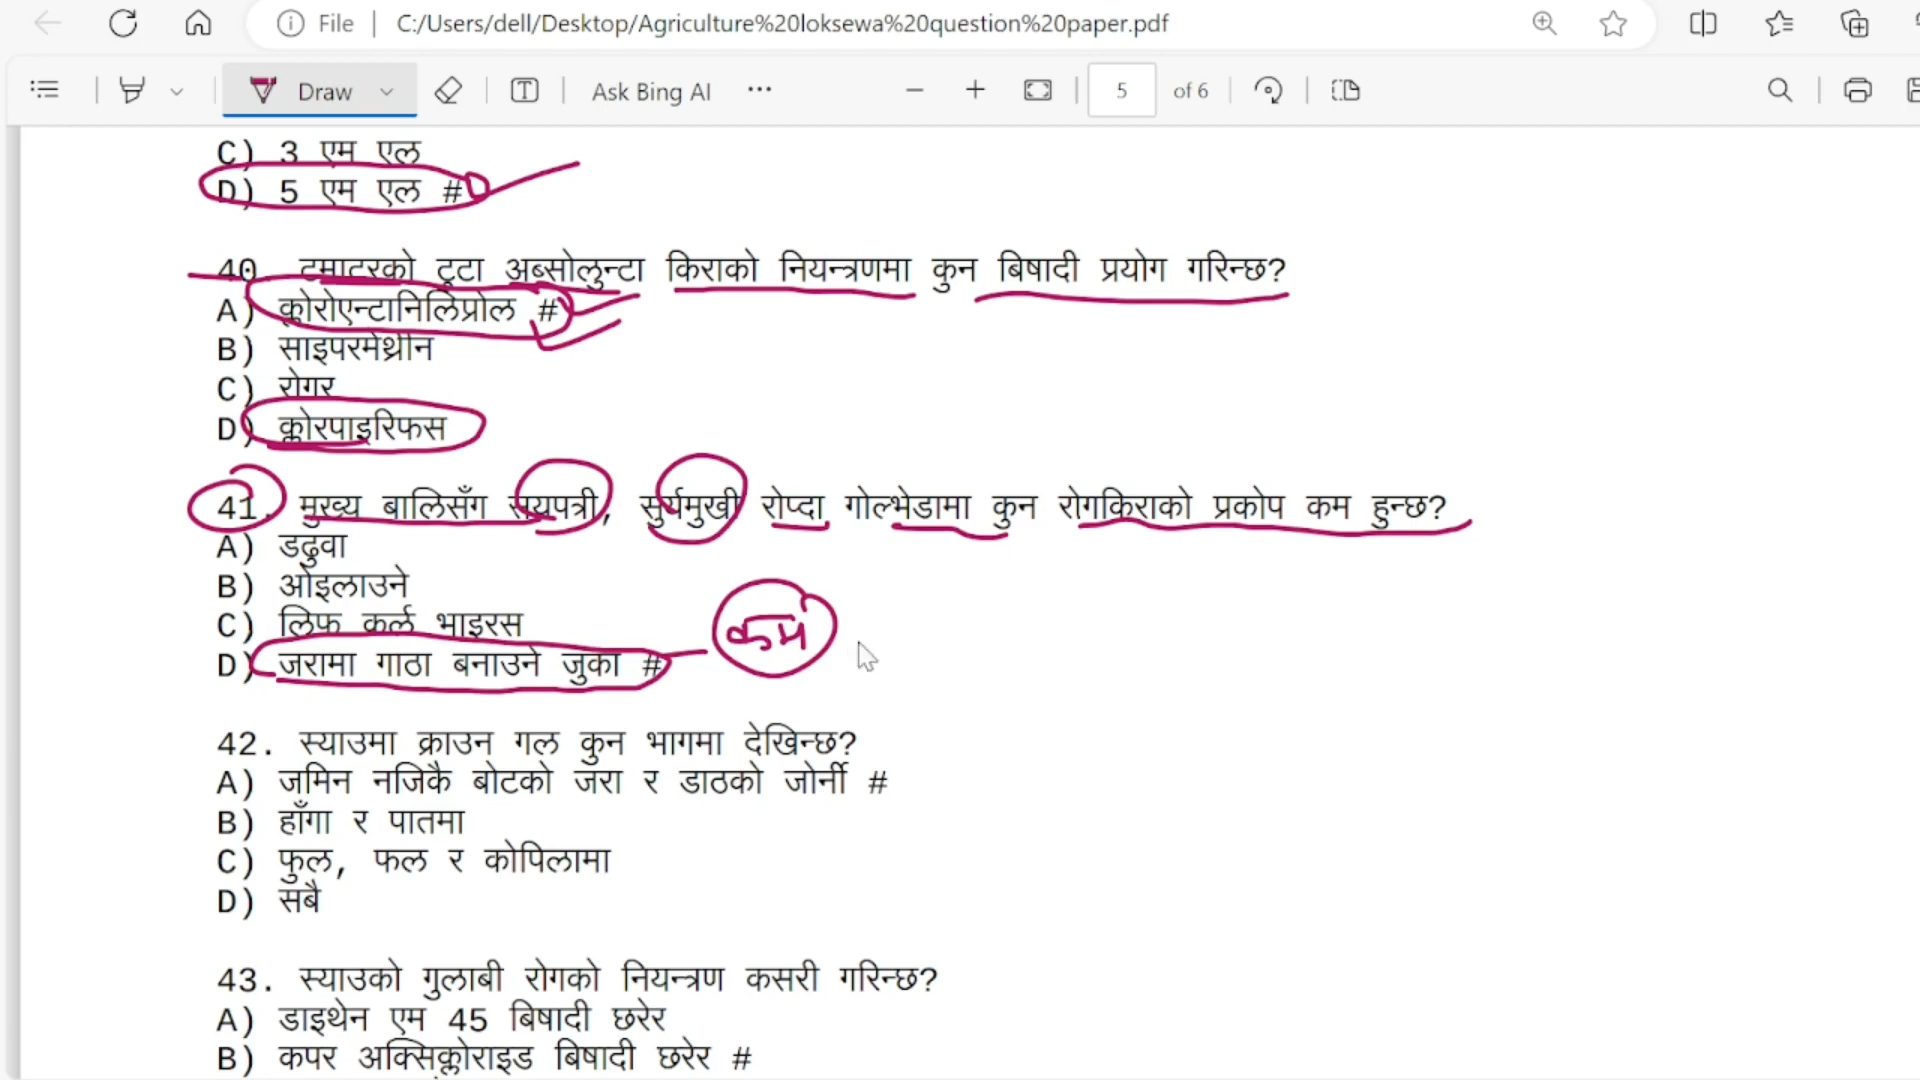 File | C:/Users/dell/Desktop/Agriculture%20loksewa%20question%20paper.pdf
Draw Ask Bing AI 5 of 6
C) 3 एम एल
D) 5 एम एल #
40. टमाटरको टुटा अब्सोलुन्टा किराको नियन्त्रणमा कुन बिषादी प्रयोग गरिन्छ?
A) क्लोरोएन्टानिलिप्रोल #
B) साइपरमेथ्रीन
C) रोगर
D) क्लोरपाइरिफस
41. मुख्य बालिसँग सयपत्री, सुर्यमुखी रोप्दा गोल्भेडामा कुन रोगकिराको प्रकोप कम हुन्छ?
A) डढुवा
B) ओइलाउने
C) लिफ कर्ल भाइरस
D) जरामा गाठा बनाउने जुका #
कम
42. स्याउमा क्राउन गल कुन भागमा देखिन्छ?
A) जमिन नजिकै बोटको जरा र डाठको जोर्नी #
B) हाँगा र पातमा
C) फुल, फल र कोपिलामा
D) सबै
43. स्याउको गुलाबी रोगको नियन्त्रण कसरी गरिन्छ?
A) डाइथेन एम 45 बिषादी छरेर
B) कपर अक्सिक्लोराइड बिषादी छरेर #